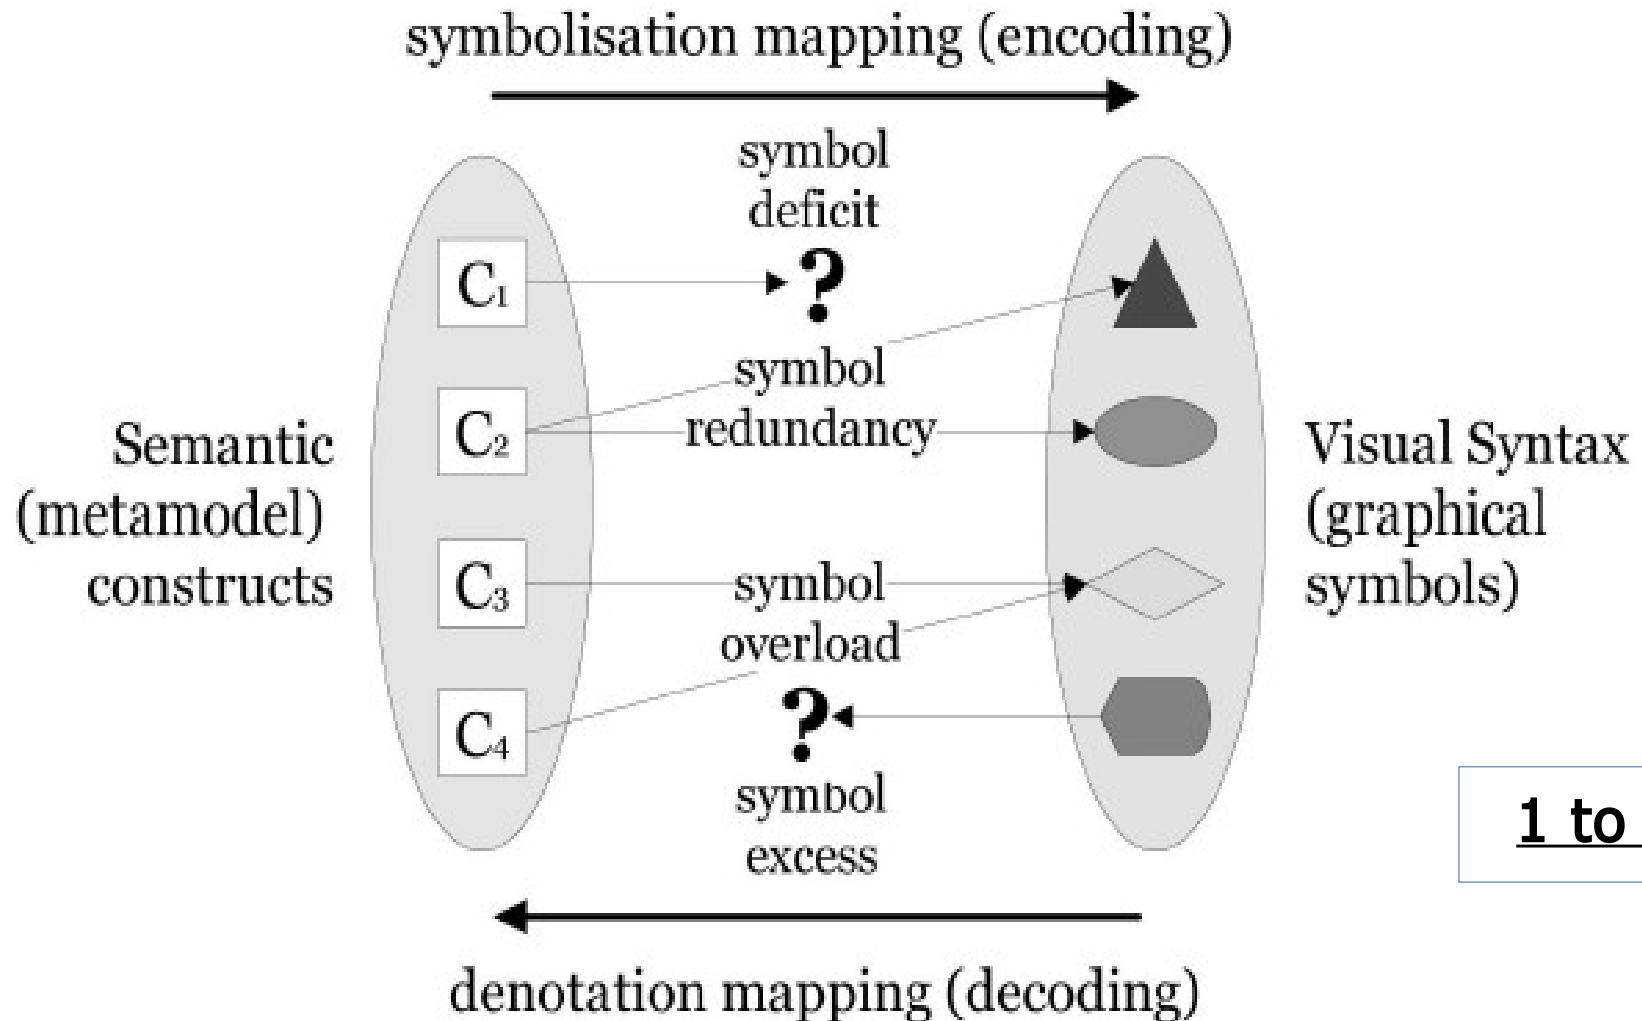 symbolisation mapping (encoding)
symbol
deficit
?
C₁
symbol
redundancy
C₂
Semantic
(metamodel)
constructs
Visual Syntax
(graphical
symbols)
C₃
symbol
overload
C₄
?
symbol
excess
1 to
denotation mapping (decoding)